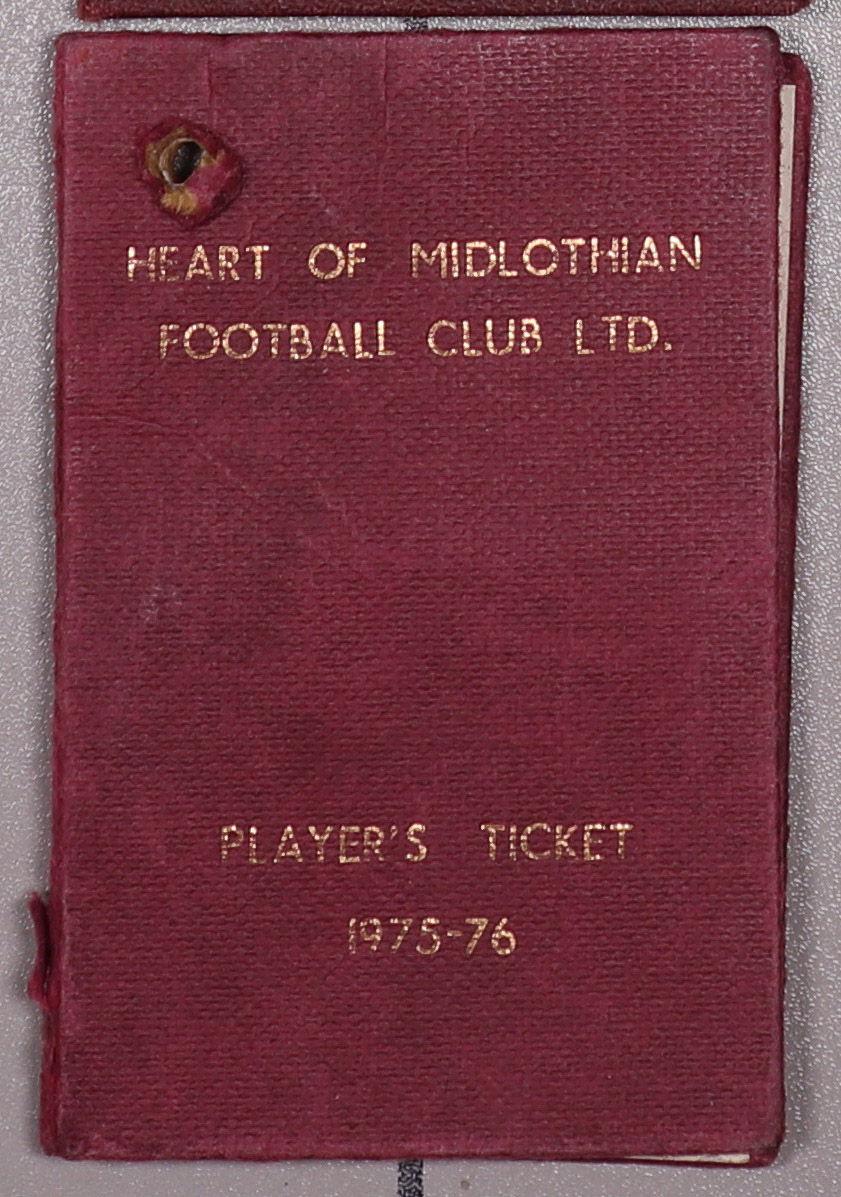 HEART OF MIDLOTHIAN
FOOTBALL CLUB LTD.
PLAYER'S TICKET
1975-76